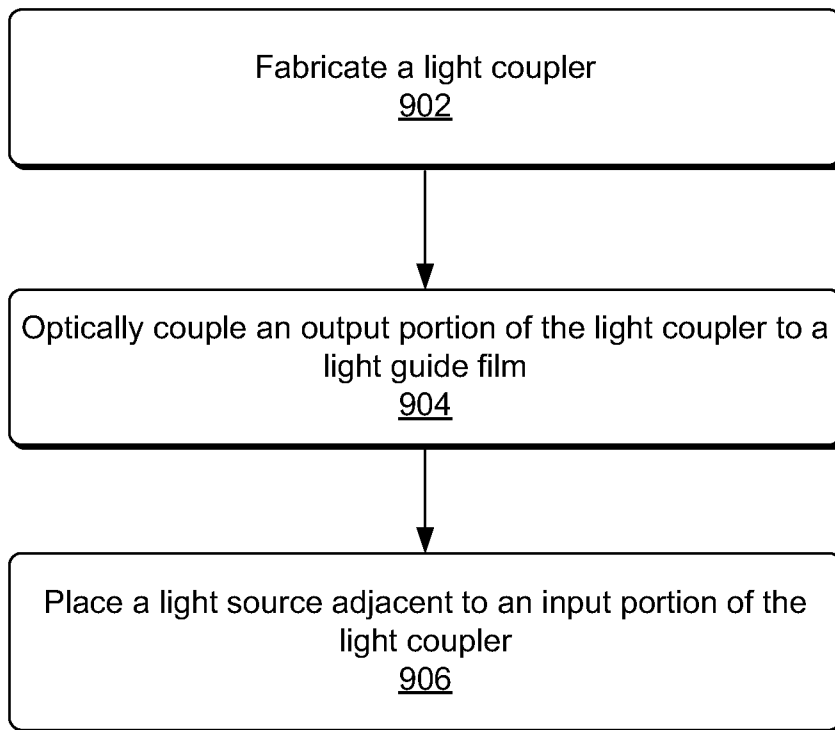 Fabricate a light coupler
902
Optically couple an output portion of the light coupler to a
light guide film
904
Place a light source adjacent to an input portion of the
light coupler
906